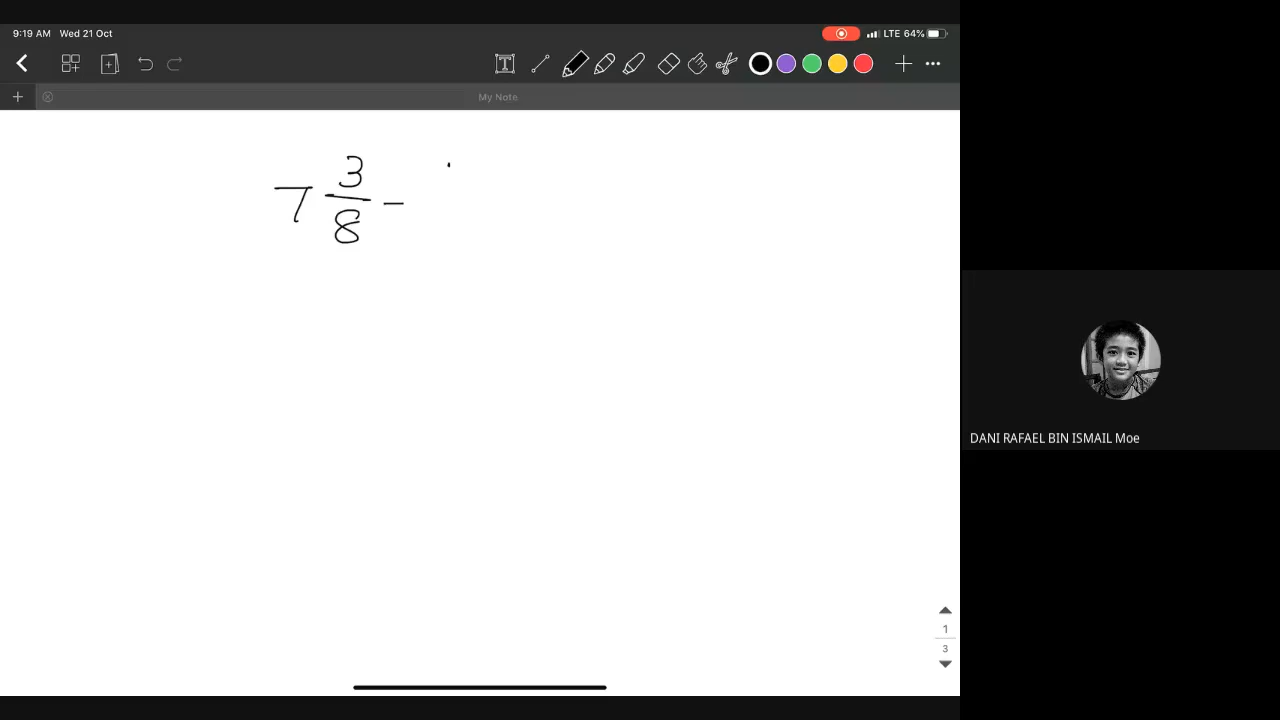 9:19 AM Wed 21 Oct LTE 64%
T
My Note
7 3/8 -
1
3
DANI RAFAEL BIN ISMAIL Moe